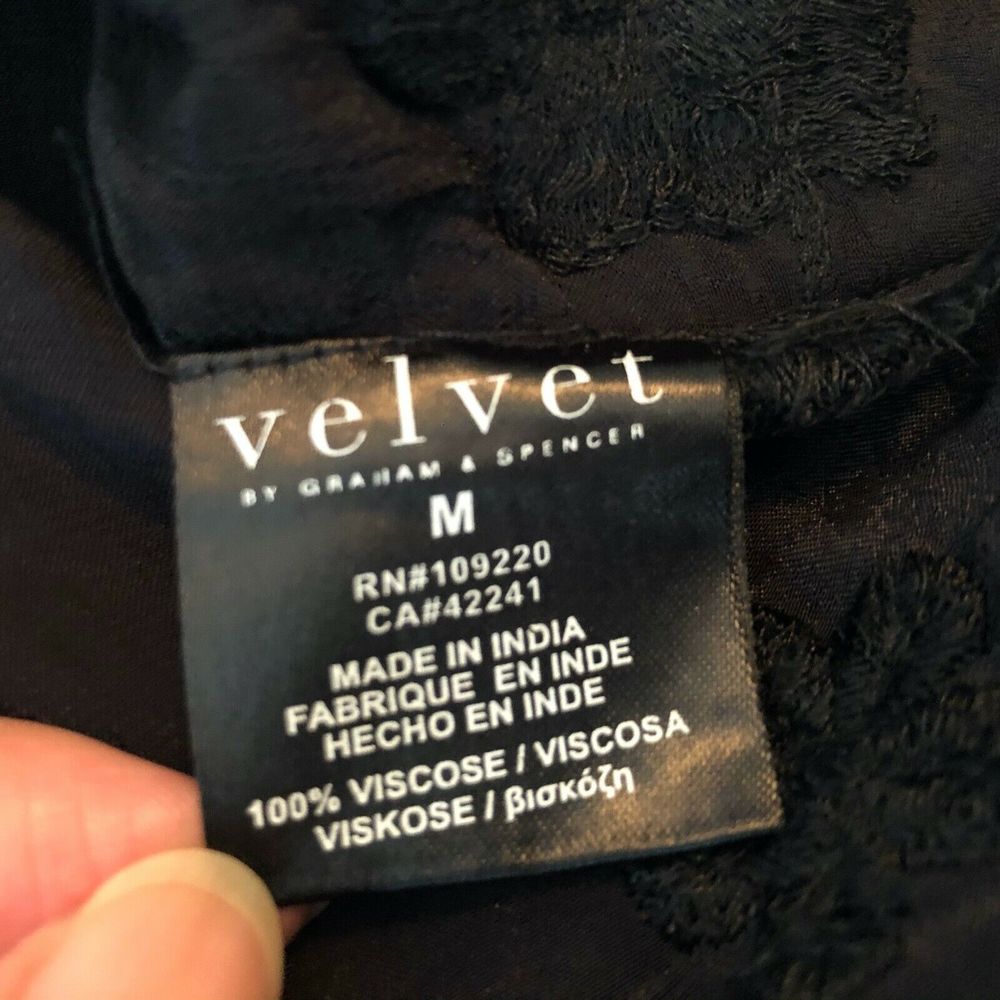 velvet
BY GRAHAM & SPENCER
M
RN#109220
CA#42241
MADE IN INDIA
FABRIQUE EN INDE
HECHO EN INDE
100% VISCOSE / VISCOSA
VISKOSE / βισκόζη